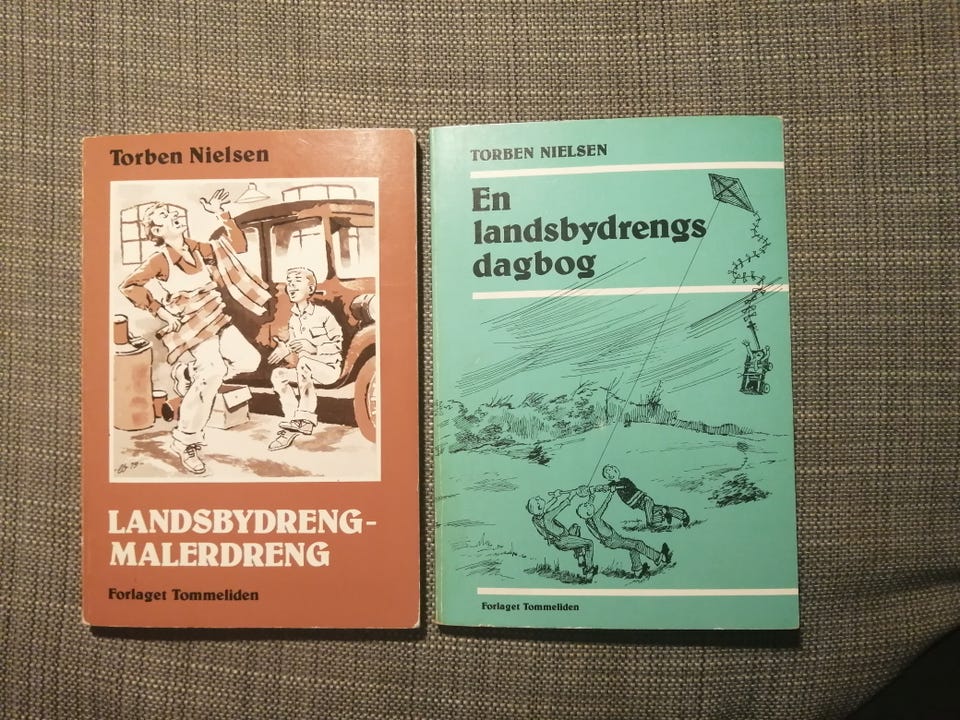 Torben Nielsen
LANDSBYDRENG-
MALERDRENG
Forlaget Tommeliden
TORBEN NIELSEN
En
landsbydrengs
dagbog
Forlaget Tommeliden